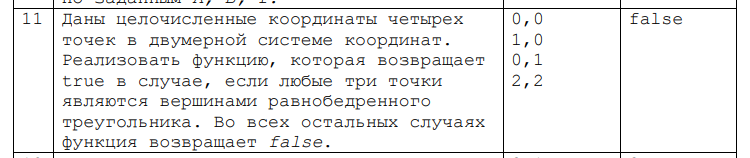 по заданным A, B,
11 Даны целочисленные координаты четырех 0,0 false
точек в двумерной системе координат. 1,0
Реализовать функцию, которая возвращает 0,1
true в случае, если любые три точки 2,2
являются вершинами равнобедренного
треугольника. Во всех остальных случаях
функция возвращает false.